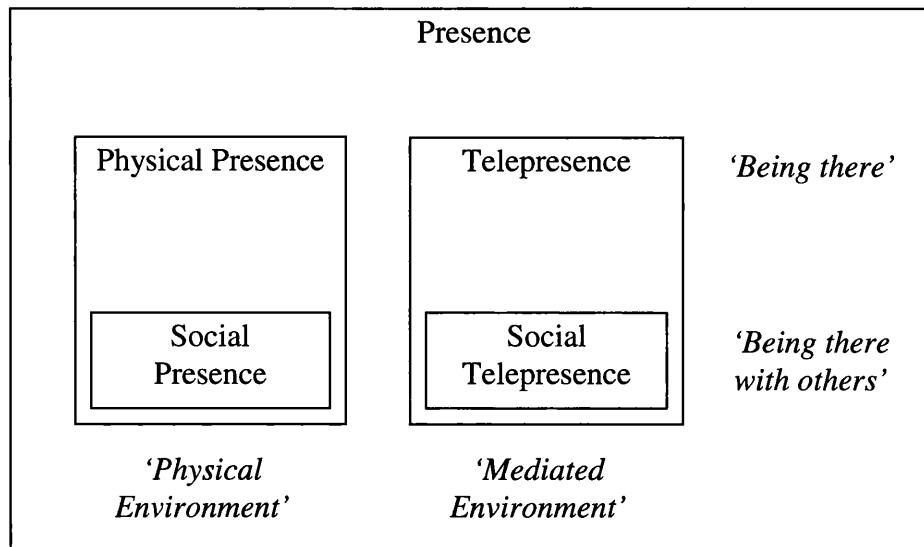 Presence
Physical Presence
Telepresence
‘Being there’
Social
Presence
Social
Telepresence
‘Being there
with others’
‘Physical
Environment’
‘Mediated
Environment’